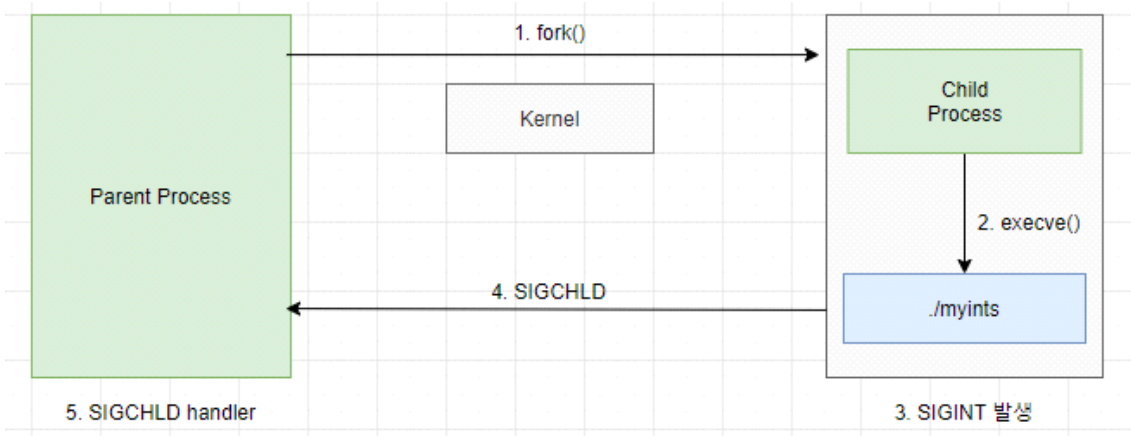 1. fork()
Kernel
Child
Process
Parent Process
2. execve()
4. SIGCHLD
./myints
5. SIGCHLD handler
3. SIGINT 발생